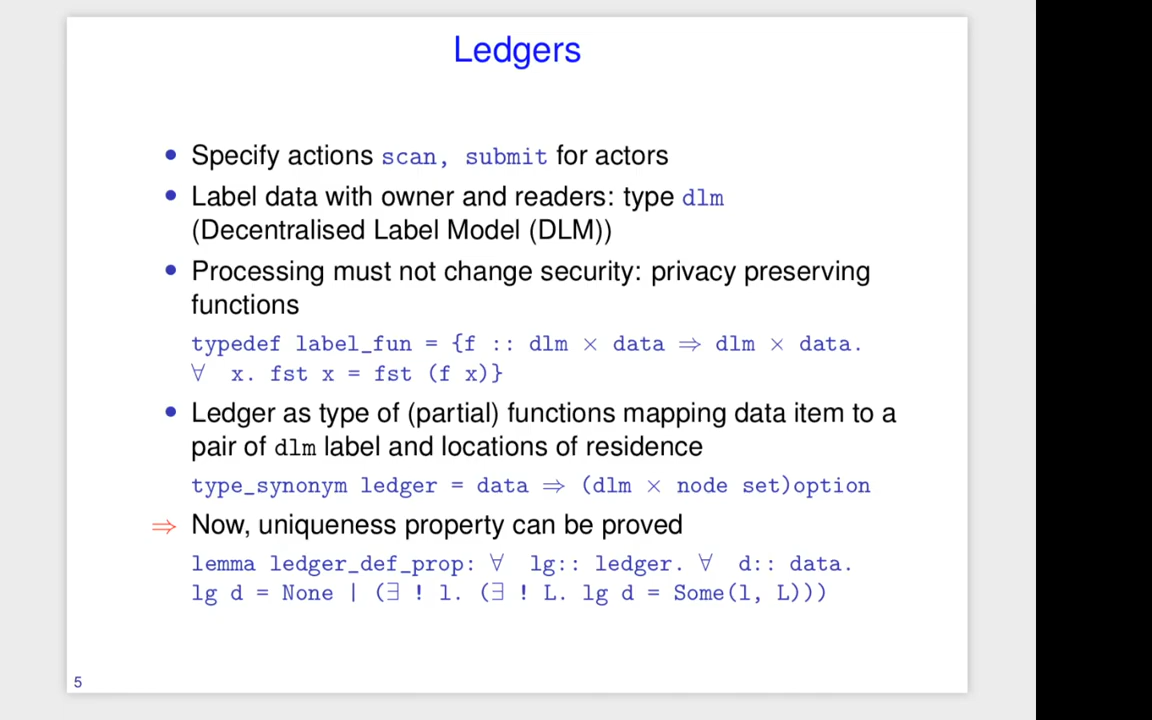 Ledgers
• Specify actions scan, submit for actors
• Label data with owner and readers: type dlm
(Decentralised Label Model (DLM))
• Processing must not change security: privacy preserving
functions
typedef label_fun = {f :: dlm × data ⇒ dlm × data.
∀ x. fst x = fst (f x)}
• Ledger as type of (partial) functions mapping data item to a
pair of dlm label and locations of residence
type_synonym ledger = data ⇒ (dlm × node set)option
⇒ Now, uniqueness property can be proved
lemma ledger_def_prop: ∀ lg:: ledger. ∀ d:: data.
lg d = None | (∃ ! l. (∃ ! L. lg d = Some(l, L)))
5